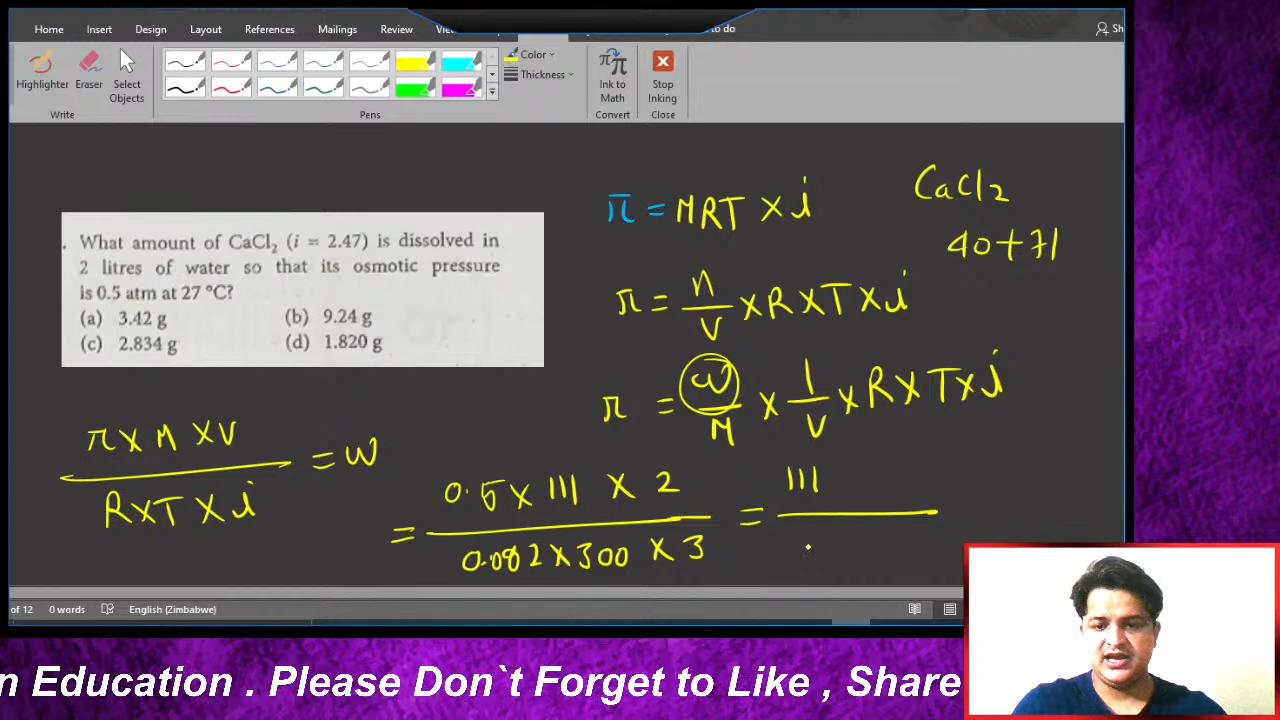 Home Insert Design Layout References Mailings Review to do
Highlighter Eraser Select Objects Color Thickness Ink to Math Stop Inking
Write Pens Convert Close
π = MRT × i
CaCl2
40+71
What amount of CaCl₂ (i = 2.47) is dissolved in
2 litres of water so that its osmotic pressure
is 0.5 atm at 27 °C?
(a) 3.42 g (b) 9.24 g
(c) 2.834 g (d) 1.820 g
π = n/V × R × T × i
π = w/M × 1/V × R × T × i
π × M × V / R × T × i = w
= 0.5 × 111 × 2 / 0.082 × 300 × 3 = 111
of 12 0 words English (Zimbabwe)
n Education . Please Don`t Forget to Like , Share